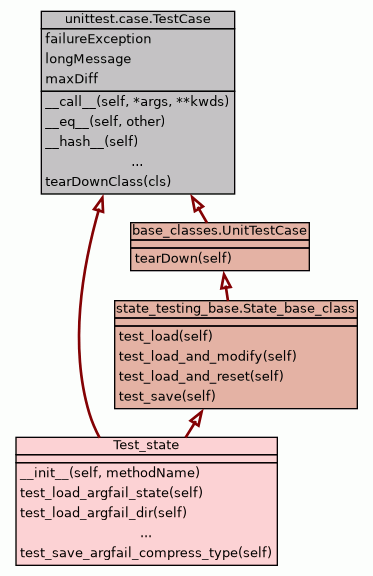 unittest.case.TestCase
failureException
longMessage
maxDiff
__call__(self, *args, **kwds)
__eq__(self, other)
__hash__(self)
...
tearDownClass(cls)
base_classes.UnitTestCase
tearDown(self)
state_testing_base.State_base_class
test_load(self)
test_load_and_modify(self)
test_load_and_reset(self)
test_save(self)
Test_state
__init__(self, methodName)
test_load_argfail_state(self)
test_load_argfail_dir(self)
...
test_save_argfail_compress_type(self)